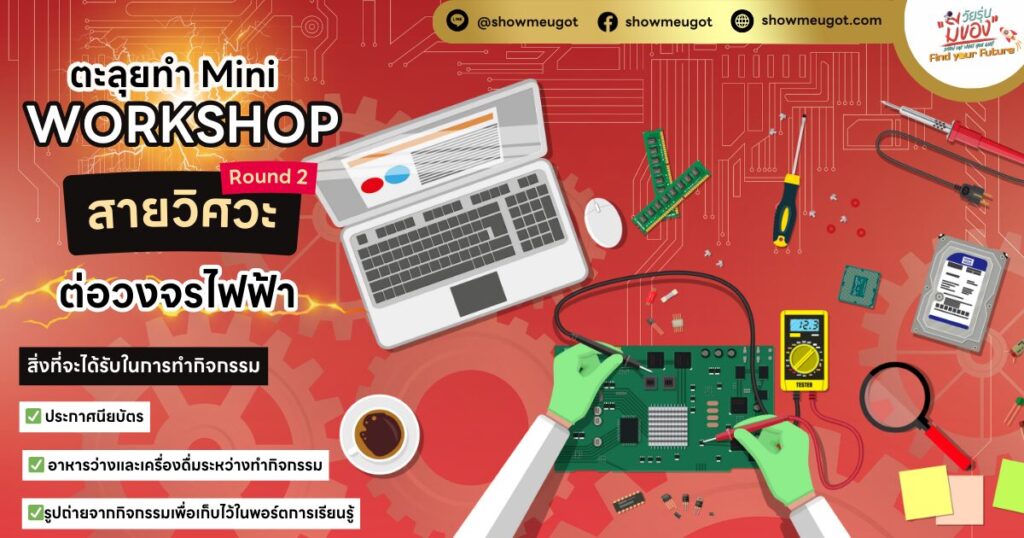 @showmeugot
showmeugot
showmeugot.com
"วัยรุ่น
มีของ"
Find your Future
ตะลุยทำ Mini
WORKSHOP
Round 2
สายวิศวะ
ต่อวงจรไฟฟ้า
สิ่งที่จะได้รับในการทำกิจกรรม
ประกาศนียบัตร
อาหารว่างและเครื่องดื่มระหว่างทำกิจกรรม
รูปถ่ายจากกิจกรรมเพื่อเก็บไว้ในพอร์ตการเรียนรู้
12.3
TESTER